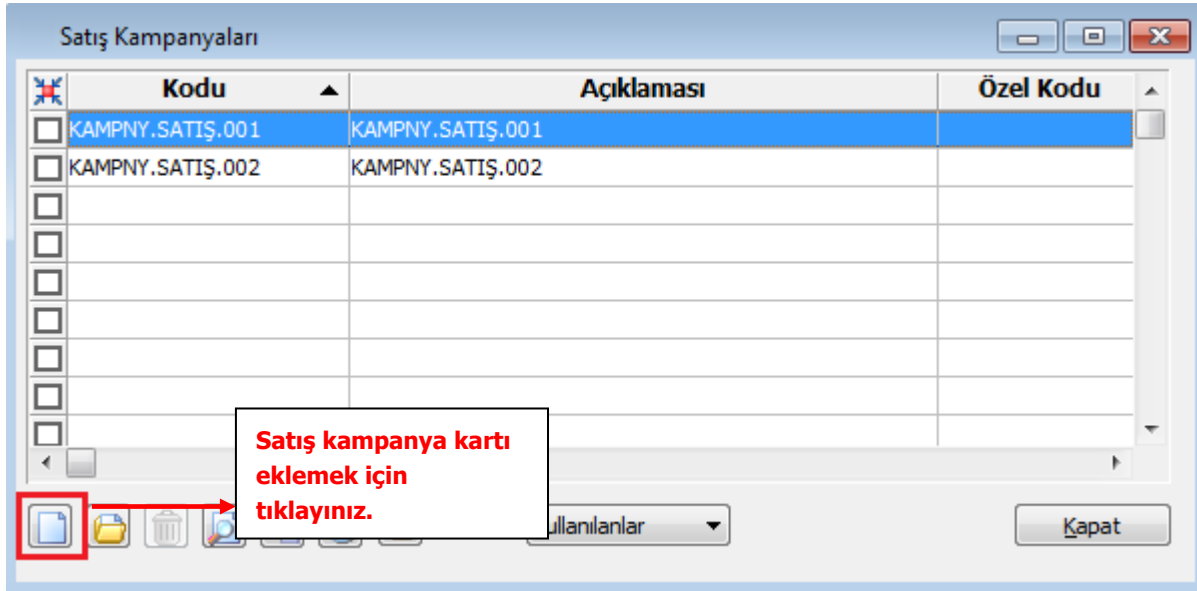 Satış Kampanyaları
Kodu Açıklaması Özel Kodu
KAMPNY.SATIŞ.001 KAMPNY.SATIŞ.001
KAMPNY.SATIŞ.002 KAMPNY.SATIŞ.002
Satış kampanya kartı
eklemek için
tıklayınız.
ullanılanlar
Kapat